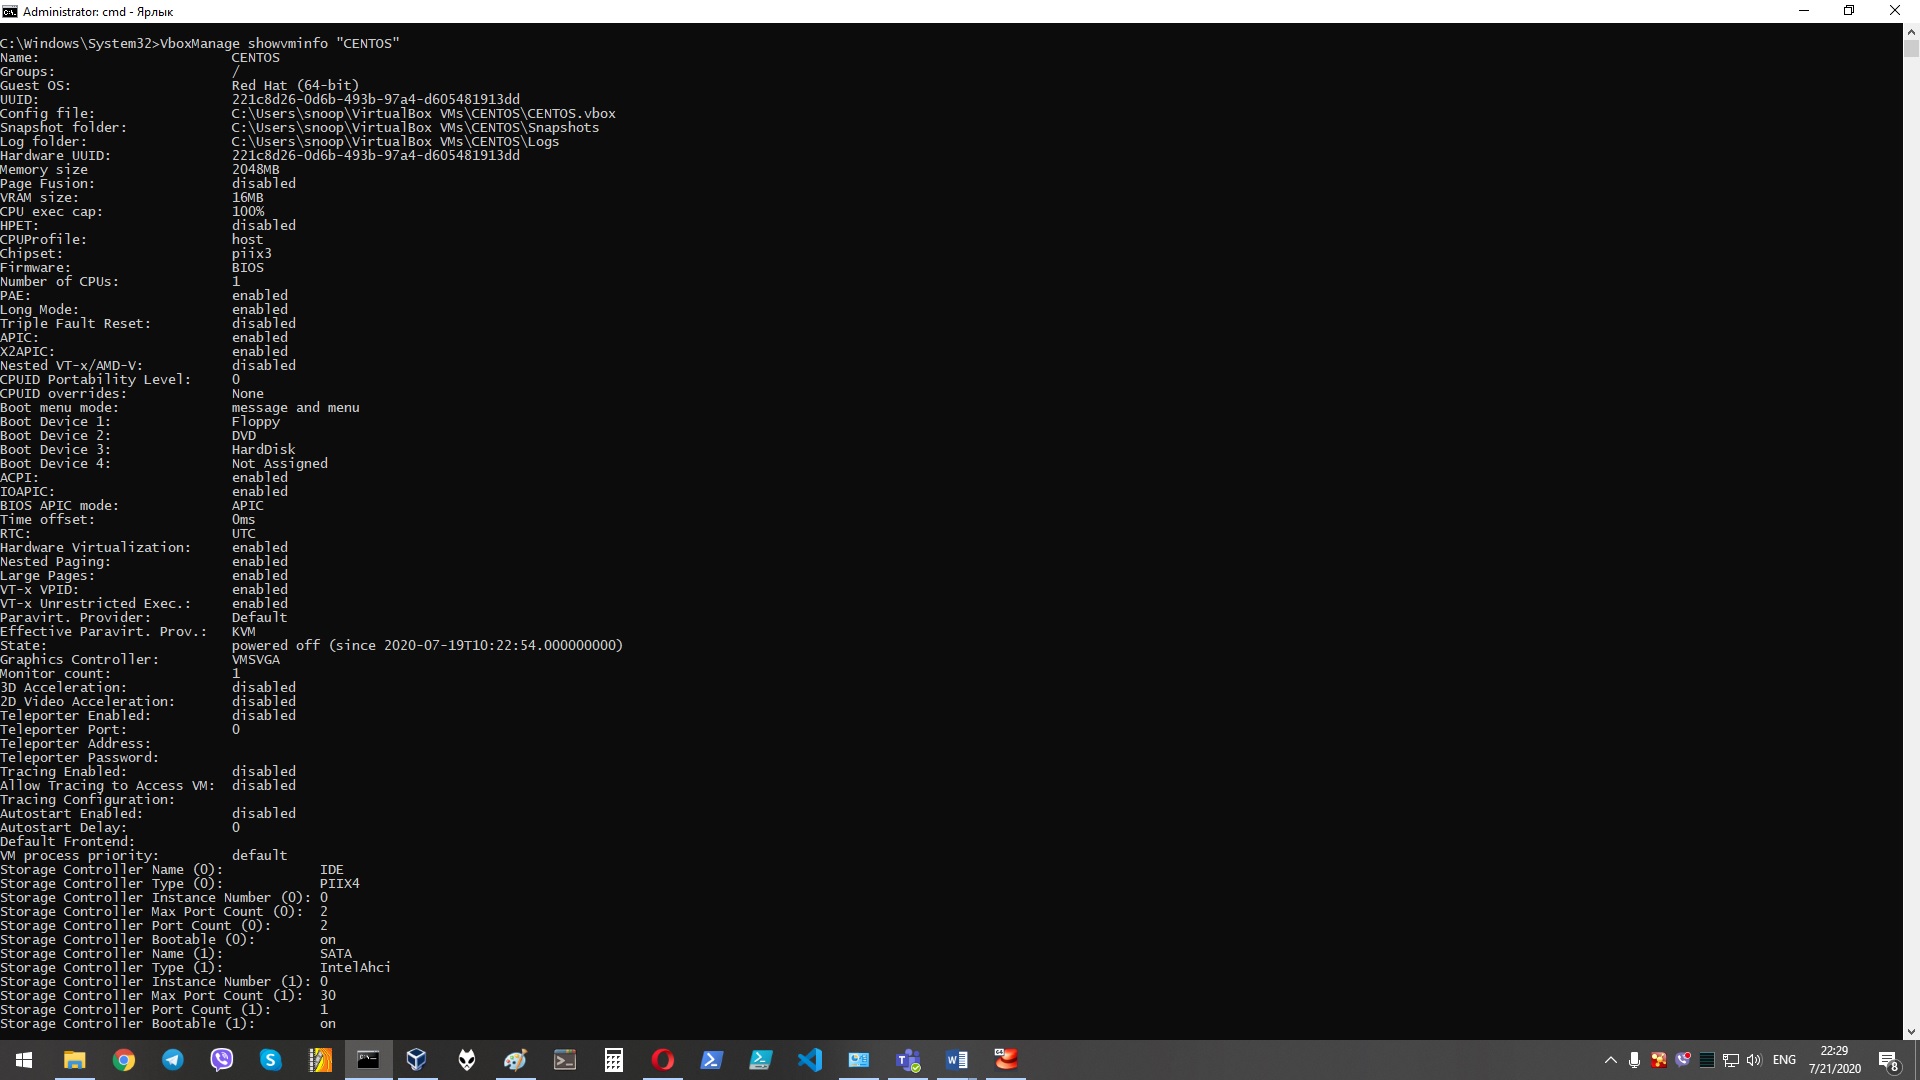 Administrator: cmd - Ярлык
C:\Windows\System32>VboxManage showvminfo "CENTOS"
Name: CENTOS
Groups: /
Guest OS: Red Hat (64-bit)
UUID: 221c8d26-0d6b-493b-97a4-d605481913dd
Config file: C:\Users\snoop\VirtualBox VMs\CENTOS\CENTOS.vbox
Snapshot folder: C:\Users\snoop\VirtualBox VMs\CENTOS\Snapshots
Log folder: C:\Users\snoop\VirtualBox VMs\CENTOS\Logs
Hardware UUID: 221c8d26-0d6b-493b-97a4-d605481913dd
Memory size 2048MB
Page Fusion: disabled
VRAM size: 16MB
CPU exec cap: 100%
HPET: disabled
CPUProfile: host
Chipset: piix3
Firmware: BIOS
Number of CPUs: 1
PAE: enabled
Long Mode: enabled
Triple Fault Reset: disabled
APIC: enabled
X2APIC: enabled
Nested VT-x/AMD-V: disabled
CPUID Portability Level: 0
CPUID overrides: None
Boot menu mode: message and menu
Boot Device 1: Floppy
Boot Device 2: DVD
Boot Device 3: HardDisk
Boot Device 4: Not Assigned
ACPI: enabled
IOAPIC: enabled
BIOS APIC mode: APIC
Time offset: 0ms
RTC: UTC
Hardware Virtualization: enabled
Nested Paging: enabled
Large Pages: enabled
VT-x VPID: enabled
VT-x Unrestricted Exec.: enabled
Paravirt. Provider: Default
Effective Paravirt. Prov.: KVM
State: powered off (since 2020-07-19T10:22:54.000000000)
Graphics Controller: VMSVGA
Monitor count: 1
3D Acceleration: disabled
2D Video Acceleration: disabled
Teleporter Enabled: disabled
Teleporter Port: 0
Teleporter Address:
Teleporter Password:
Tracing Enabled: disabled
Allow Tracing to Access VM: disabled
Tracing Configuration:
Autostart Enabled: disabled
Autostart Delay: 0
Default Frontend:
VM process priority: default
Storage Controller Name (0): IDE
Storage Controller Type (0): PIIX4
Storage Controller Instance Number (0): 0
Storage Controller Max Port Count (0): 2
Storage Controller Port Count (0): 2
Storage Controller Bootable (0): on
Storage Controller Name (1): SATA
Storage Controller Type (1): IntelAhci
Storage Controller Instance Number (1): 0
Storage Controller Max Port Count (1): 30
Storage Controller Port Count (1): 1
Storage Controller Bootable (1): on
ENG
22:29
7/21/2020
8